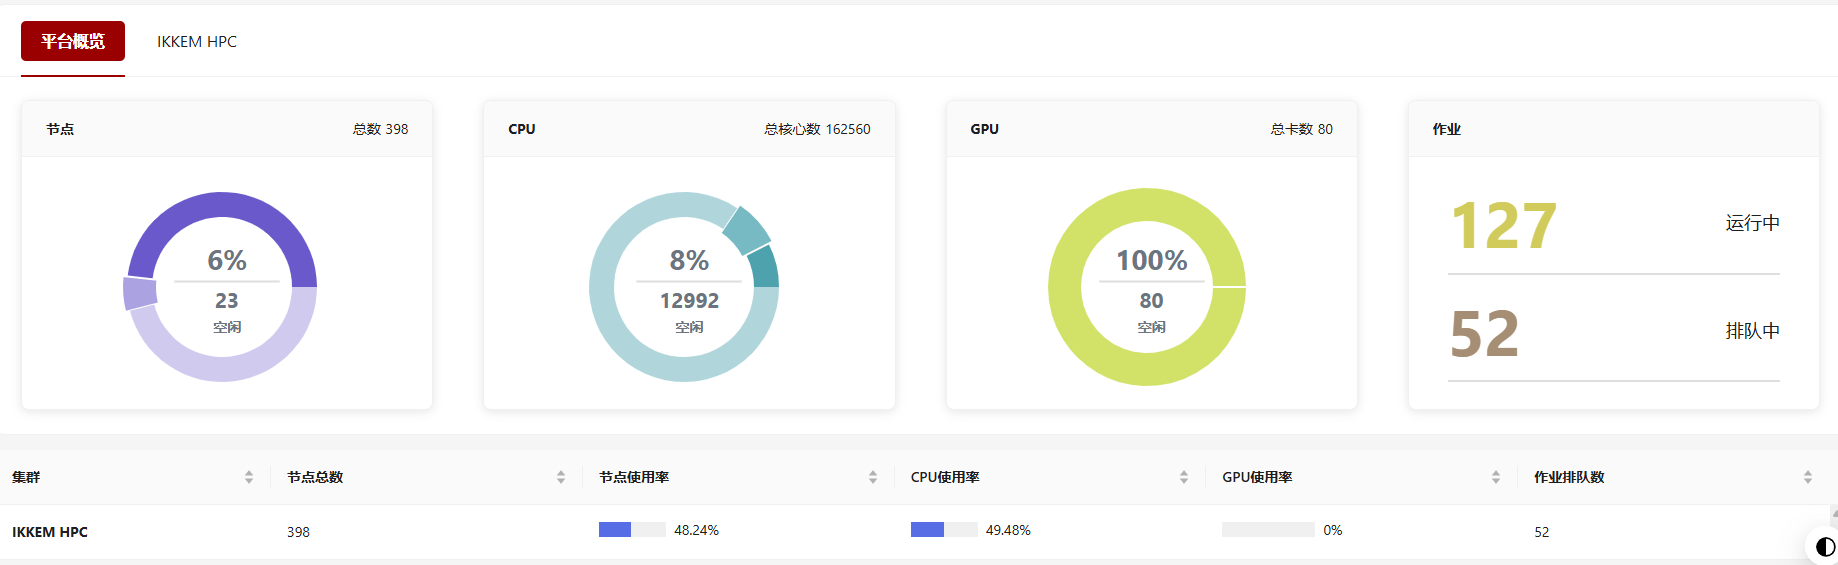 平台概览 IKKEM HPC
节点 总数 398
6%
23
空闲
CPU 总核心数 162560
8%
12992
空闲
GPU 总卡数 80
100%
80
空闲
作业
127 运行中
52 排队中
集群 节点总数 节点使用率 CPU使用率 GPU使用率 作业排队数
IKKEM HPC 398 48.24% 49.48% 0% 52